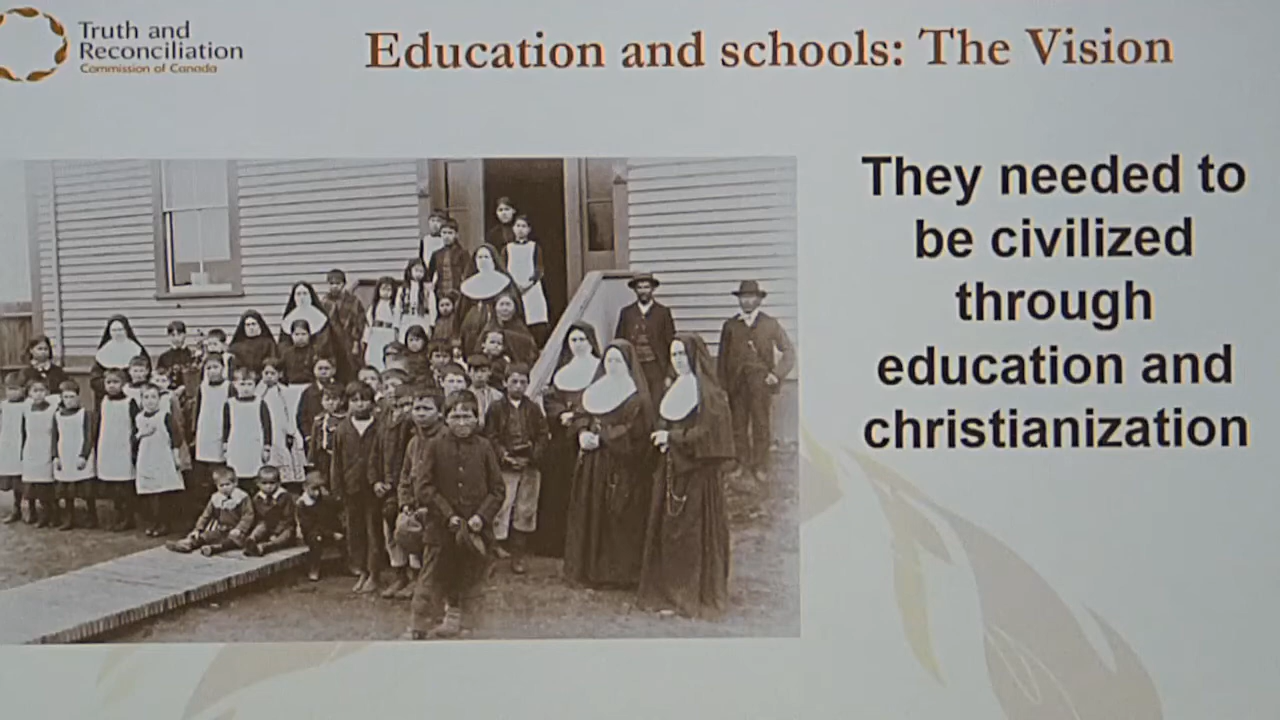 Truth and
Reconciliation
Commission of Canada
Education and schools: The Vision
They needed to
be civilized
through
education and
christianization